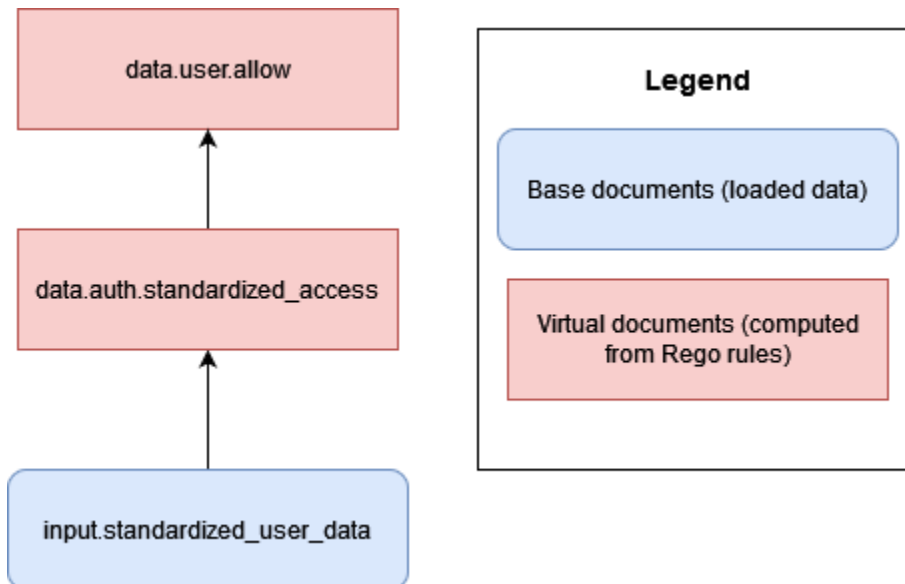 data.user.allow
data.auth.standardized_access
input.standardized_user_data
Legend
Base documents (loaded data)
Virtual documents (computed
from Rego rules)